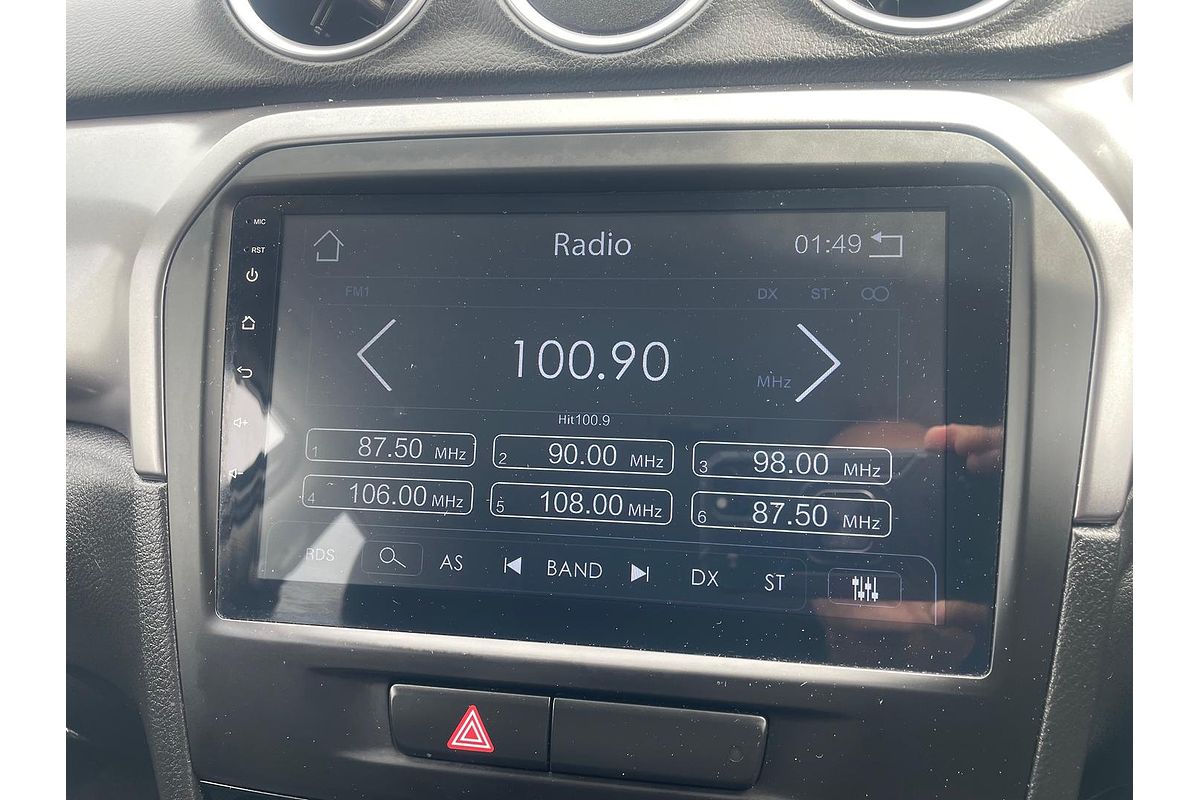 MIC
RST
Radio 01:49
FM1 DX ST
100.90 MHz
Hit100.9
1 87.50 MHz 2 90.00 MHz 3 98.00 MHz
4 106.00 MHz 5 108.00 MHz 6 87.50 MHz
RDS AS BAND DX ST